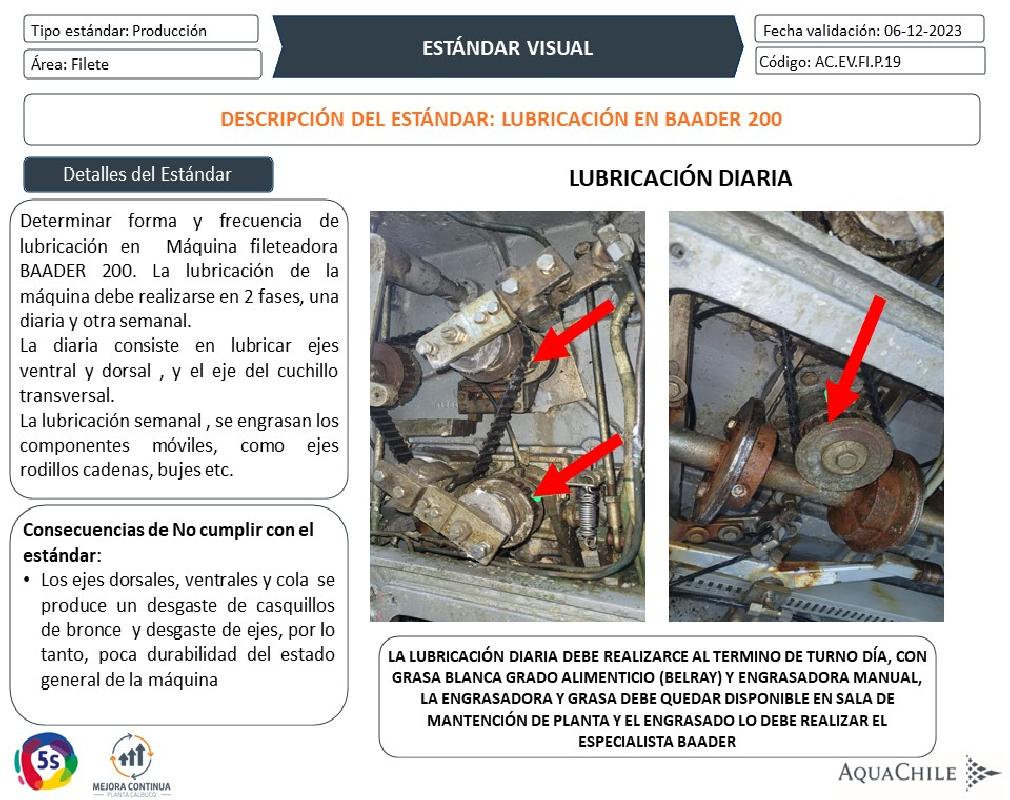 Tipo estándar: Producción
Área: Filete
ESTÁNDAR VISUAL
Fecha validación: 06-12-2023
Código: AC.EV.FI.P.19
DESCRIPCIÓN DEL ESTÁNDAR: LUBRICACIÓN EN BAADER 200
Detalles del Estándar
Determinar forma y frecuencia de
lubricación en Máquina fileteadora
BAADER 200. La lubricación de la
máquina debe realizarse en 2 fases, una
diaria y otra semanal.
La diaria consiste en lubricar ejes
ventral y dorsal , y el eje del cuchillo
transversal.
La lubricación semanal , se engrasan los
componentes móviles, como ejes
rodillos cadenas, bujes etc.
Consecuencias de No cumplir con el
estándar:
• Los ejes dorsales, ventrales y cola se
produce un desgaste de casquillos
de bronce y desgaste de ejes, por lo
tanto, poca durabilidad del estado
general de la máquina
LUBRICACIÓN DIARIA
LA LUBRICACIÓN DIARIA DEBE REALIZARCE AL TERMINO DE TURNO DÍA, CON
GRASA BLANCA GRADO ALIMENTICIO (BELRAY) Y ENGRASADORA MANUAL,
LA ENGRASADORA Y GRASA DEBE QUEDAR DISPONIBLE EN SALA DE
MANTENCIÓN DE PLANTA Y EL ENGRASADO LO DEBE REALIZAR EL
ESPECIALISTA BAADER
5s
MEJORA CONTINUA
PLANTA CALBUCO
AQUACHILE